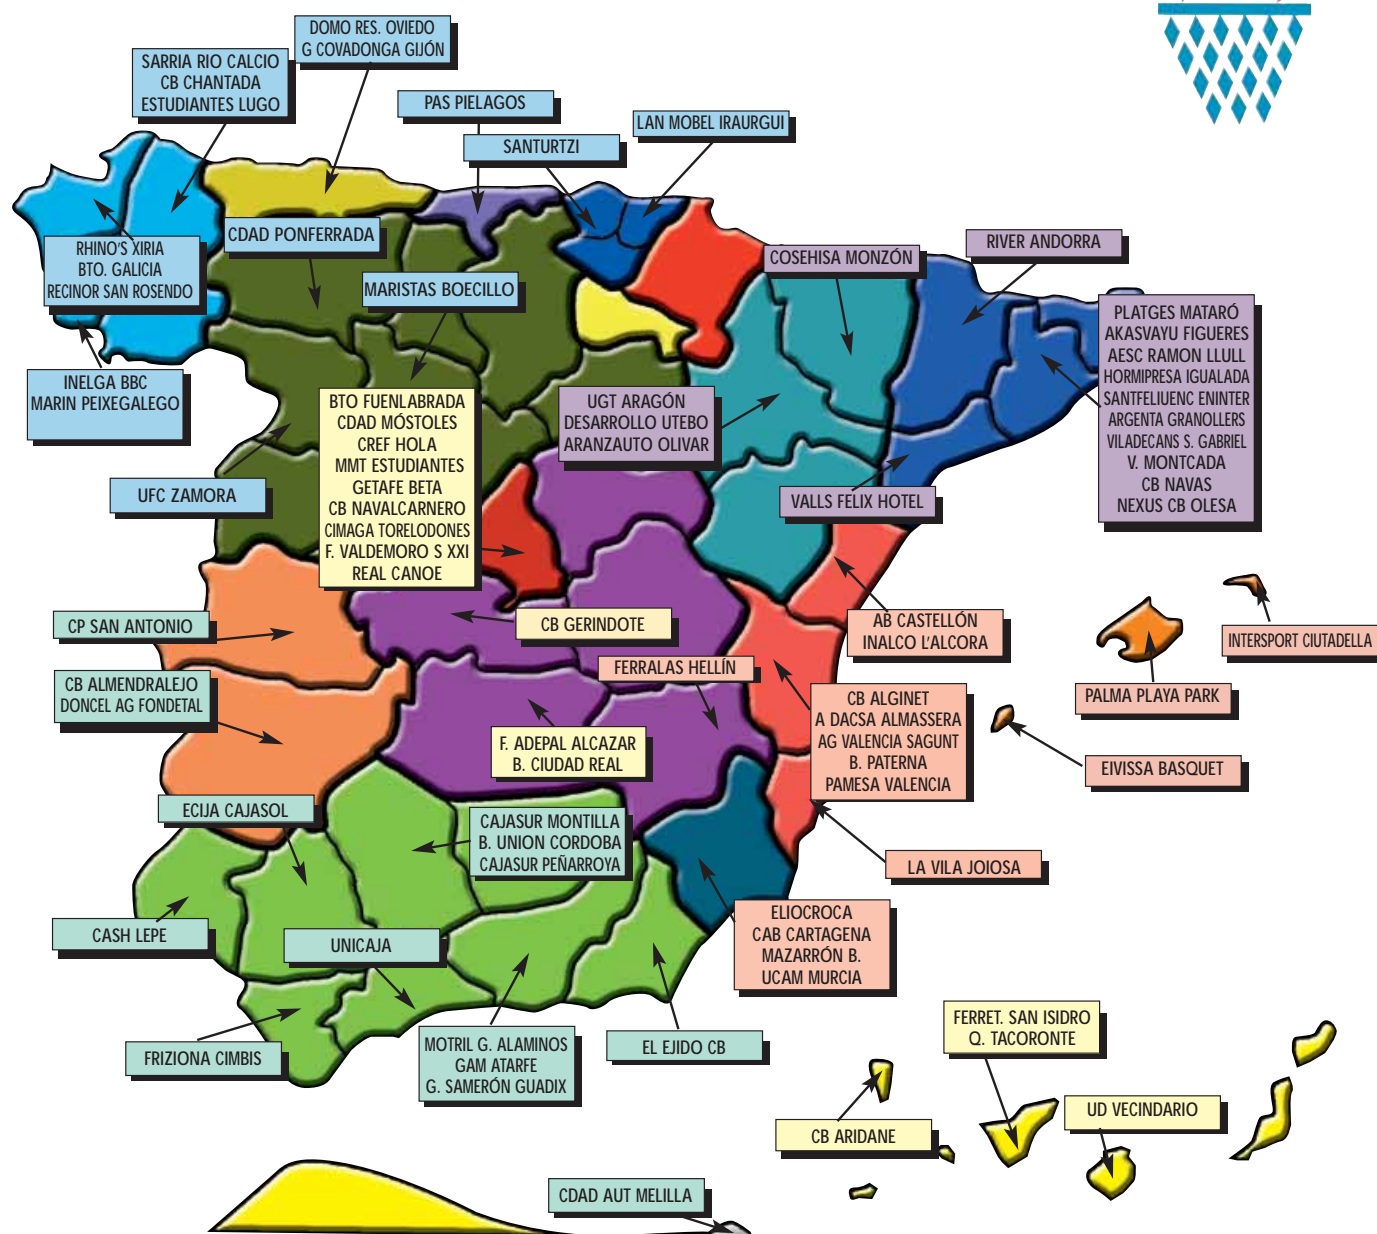 DOMO RES. OVIEDO
G COVADONGA GIJÓN
SARRIA RIO CALCIO
CB CHANTADA
ESTUDIANTES LUGO
PAS PIELAGOS
LAN MOBEL IRAURGUI
SANTURTZI
RHINO'S XIRIA
BTO. GALICIA
RECINOR SAN ROSENDO
CDAD PONFERRADA
MARISTAS BOECILLO
COSEHISA MONZÓN
RIVER ANDORRA
PLATGES MATARÓ
AKASVAYU FIGUERES
AESC RAMON LLULL
HORMIPRESA IGUALADA
SANTFELIUENC ENINTER
ARGENTA GRANOLLERS
VILADECANS S. GABRIEL
V. MONTCADA
CB NAVAS
NEXUS CB OLESA
INELGA BBC
MARIN PEIXEGALEGO
BTO FUENLABRADA
CDAD MÓSTOLES
CREF HOLA
MMT ESTUDIANTES
GETAFE BETA
CB NAVALCARNERO
CIMAGA TORELODONES
F. VALDEMORO S XXI
REAL CANOE
UGT ARAGÓN
DESARROLLO UTEBO
ARANZAUTO OLIVAR
UFC ZAMORA
VALLS FELIX HOTEL
CP SAN ANTONIO
CB GERINDOTE
AB CASTELLÓN
INALCO L'ALCORA
INTERSPORT CIUTADELLA
CB ALMENDRALEJO
DONCEL AG FONDETAL
FERRALAS HELLÍN
PALMA PLAYA PARK
CB ALGINET
A DACSA ALMASSERA
AG VALENCIA SAGUNT
B. PATERNA
PAMESA VALENCIA
F. ADEPAL ALCAZAR
B. CIUDAD REAL
EIVISSA BASQUET
ECIJA CAJASOL
CAJASUR MONTILLA
B. UNION CORDOBA
CAJASUR PEÑARROYA
LA VILA JOIOSA
CASH LEPE
UNICAJA
ELIOCROCA
CAB CARTAGENA
MAZARRÓN B.
UCAM MURCIA
FRIZIONA CIMBIS
MOTRIL G. ALAMINOS
GAM ATARFE
G. SAMERÓN GUADIX
EL EJIDO CB
FERRET. SAN ISIDRO
Q. TACORONTE
CB ARIDANE
UD VECINDARIO
CDAD AUT MELILLA